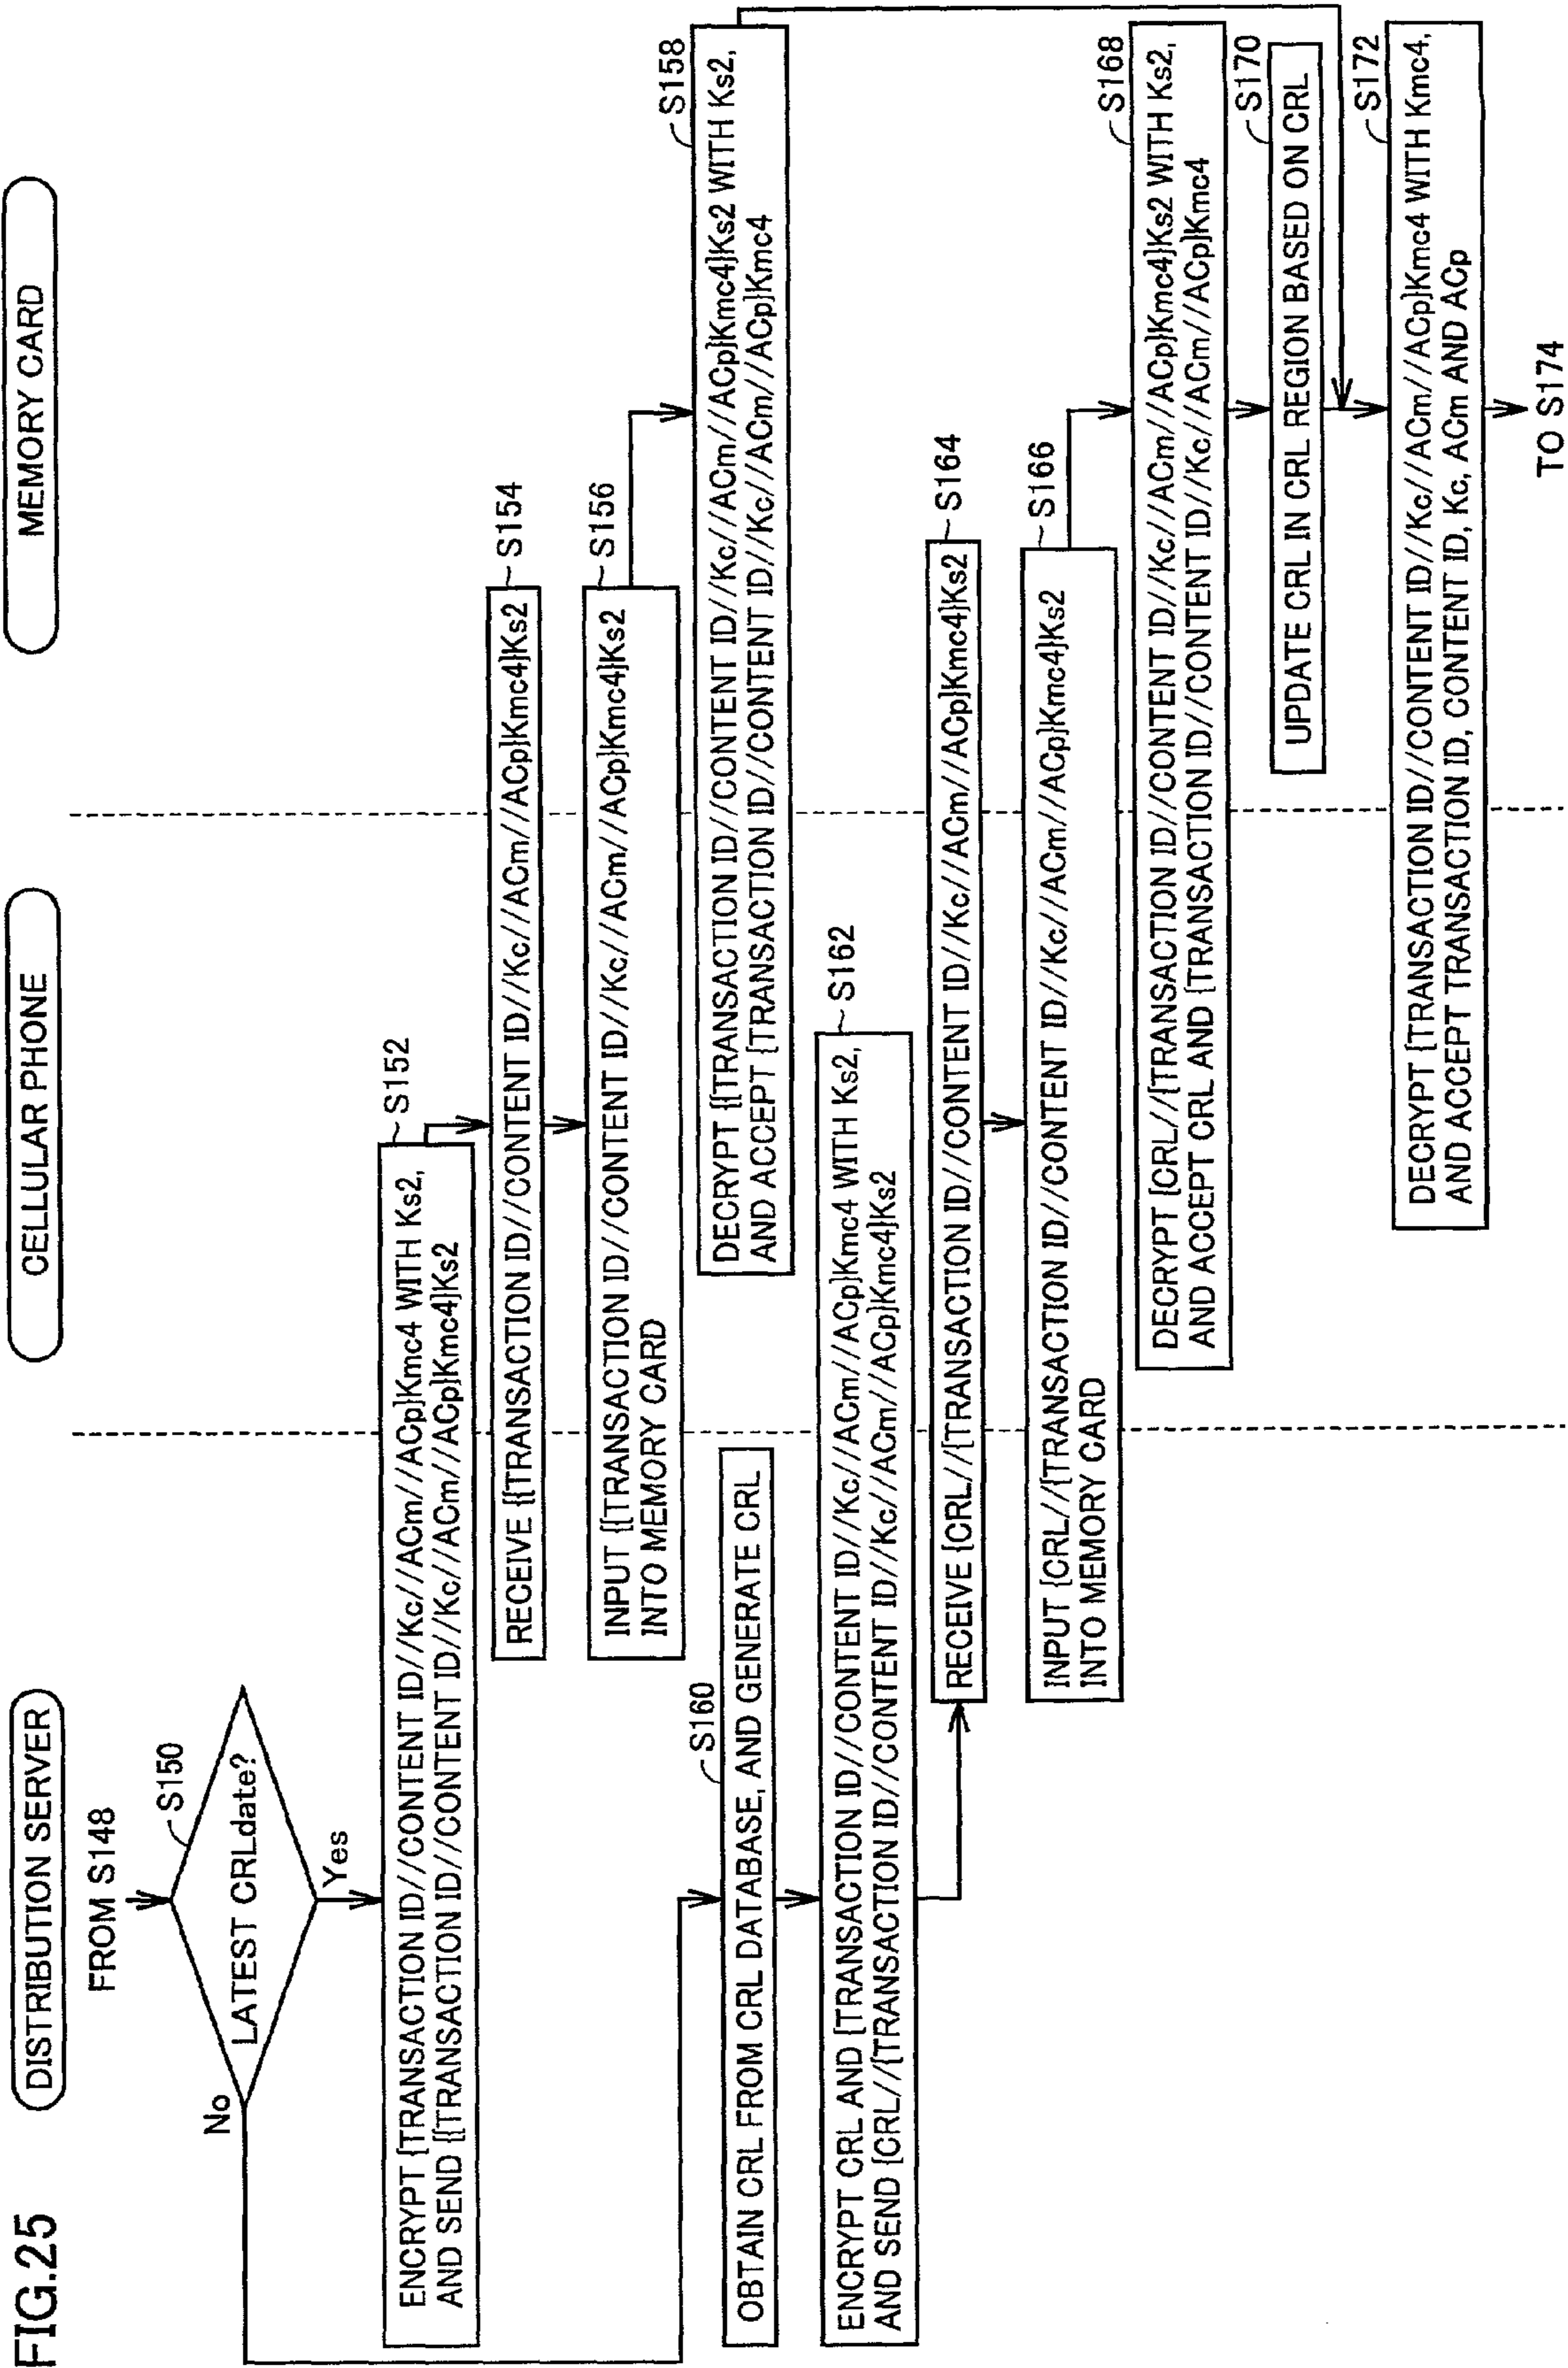 FIG.25
DISTRIBUTION SERVER
CELLULAR PHONE
MEMORY CARD
FROM S148
S150
LATEST CRLdate?
No
Yes
S152
ENCRYPT {TRANSACTION ID//CONTENT ID//Kc//ACm//ACp}Kmc4 WITH Ks2,
AND SEND {{TRANSACTION ID//CONTENT ID//Kc//ACm//ACp}Kmc4}Ks2
S154
RECEIVE {{TRANSACTION ID//CONTENT ID//Kc//ACm//ACp}Kmc4}Ks2
S156
INPUT {{TRANSACTION ID//CONTENT ID//Kc//ACm//ACp}Kmc4}Ks2
INTO MEMORY CARD
S158
DECRYPT {{TRANSACTION ID//CONTENT ID//Kc//ACm//ACp}Kmc4}Ks2 WITH Ks2,
AND ACCEPT {TRANSACTION ID//CONTENT ID//Kc//ACm//ACp}Kmc4
S160
OBTAIN CRL FROM CRL DATABASE, AND GENERATE CRL
S162
ENCRYPT CRL AND {TRANSACTION ID//CONTENT ID//Kc//ACm//ACp}Kmc4 WITH Ks2,
AND SEND {CRL//{TRANSACTION ID//CONTENT ID//Kc//ACm//ACp}Kmc4}Ks2
S164
RECEIVE {CRL//{TRANSACTION ID//CONTENT ID//Kc//ACm//ACp}Kmc4}Ks2
S166
INPUT {CRL//{TRANSACTION ID//CONTENT ID//Kc//ACm//ACp}Kmc4}Ks2
INTO MEMORY CARD
S168
DECRYPT {CRL//{TRANSACTION ID//CONTENT ID//Kc//ACm//ACp}Kmc4}Ks2 WITH Ks2,
AND ACCEPT CRL AND {TRANSACTION ID//CONTENT ID//Kc//ACm//ACp}Kmc4
S170
UPDATE CRL IN CRL REGION BASED ON CRL
S172
DECRYPT {TRANSACTION ID//CONTENT ID//Kc//ACm//ACp}Kmc4 WITH Kmc4,
AND ACCEPT TRANSACTION ID, CONTENT ID, Kc, ACm AND ACp
TO S174